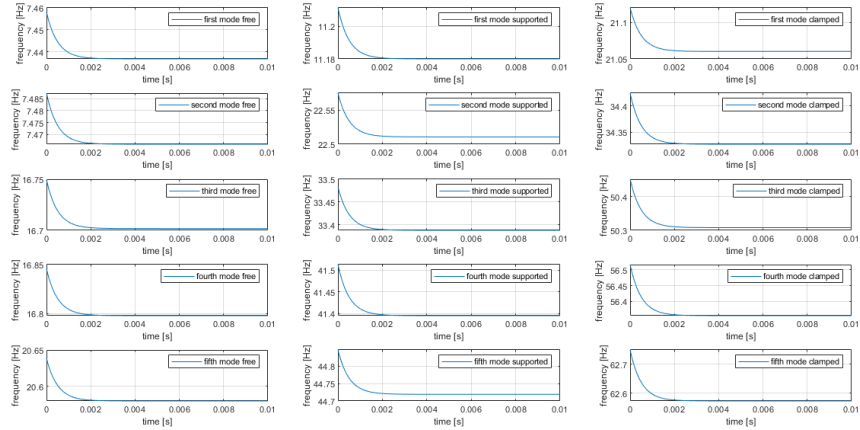 frequency [Hz]
7.46
7.45
7.44
first mode free
0 0.002 0.004 0.006 0.008 0.01
time [s]
frequency [Hz]
11.2
11.18
first mode supported
0 0.002 0.004 0.006 0.008 0.01
time [s]
frequency [Hz]
21.1
21.05
first mode clamped
0 0.002 0.004 0.006 0.008 0.01
time [s]
frequency [Hz]
7.485
7.48
7.475
7.47
second mode free
0 0.002 0.004 0.006 0.008 0.01
time [s]
frequency [Hz]
22.55
22.5
second mode supported
0 0.002 0.004 0.006 0.008 0.01
time [s]
frequency [Hz]
34.4
34.35
second mode clamped
0 0.002 0.004 0.006 0.008 0.01
time [s]
frequency [Hz]
16.75
16.7
third mode free
0 0.002 0.004 0.006 0.008 0.01
time [s]
frequency [Hz]
33.5
33.45
33.4
third mode supported
0 0.002 0.004 0.006 0.008 0.01
time [s]
frequency [Hz]
50.4
50.3
third mode clamped
0 0.002 0.004 0.006 0.008 0.01
time [s]
frequency [Hz]
16.85
16.8
fourth mode free
0 0.002 0.004 0.006 0.008 0.01
time [s]
frequency [Hz]
41.5
41.45
41.4
fourth mode supported
0 0.002 0.004 0.006 0.008 0.01
time [s]
frequency [Hz]
56.5
56.45
56.4
fourth mode clamped
0 0.002 0.004 0.006 0.008 0.01
time [s]
frequency [Hz]
20.65
20.6
fifth mode free
0 0.002 0.004 0.006 0.008 0.01
time [s]
frequency [Hz]
44.8
44.75
44.7
fifth mode supported
0 0.002 0.004 0.006 0.008 0.01
time [s]
frequency [Hz]
62.7
62.6
fifth mode clamped
0 0.002 0.004 0.006 0.008 0.01
time [s]